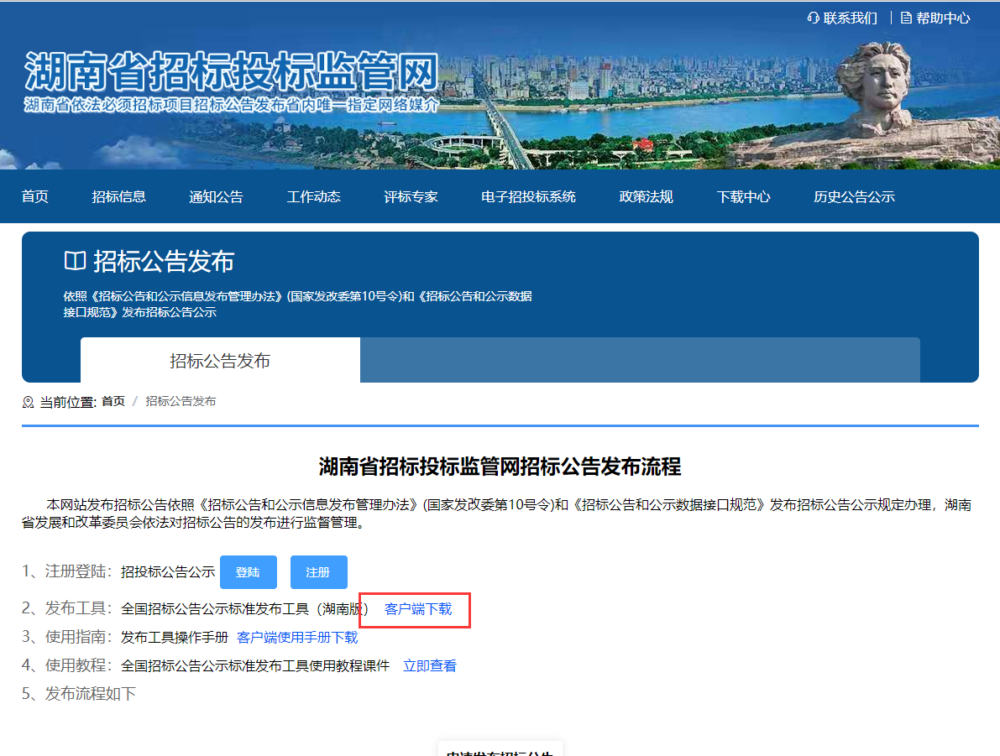 联系我们 | 帮助中心
湖南省招标投标监管网
湖南省依法必须招标项目招标公告发布省内唯一指定网络媒介
首页 招标信息 通知公告 工作动态 评标专家 电子招投标系统 政策法规 下载中心 历史公告公示
招标公告发布
依照《招标公告和公示信息发布管理办法》(国家发改委第10号令)和《招标公告和公示数据
接口规范》发布招标公告公示
招标公告发布
当前位置: 首页 / 招标公告发布
湖南省招标投标监管网招标公告发布流程
本网站发布招标公告依照《招标公告和公示信息发布管理办法》(国家发改委第10号令)和《招标公告和公示数据接口规范》发布招标公告公示规定办理，湖南
省发展和改革委员会依法对招标公告的发布进行监督管理。
1、注册登陆：招投标公告公示 登陆 注册
2、发布工具：全国招标公告公示标准发布工具（湖南版） 客户端下载
3、使用指南：发布工具操作手册 客户端使用手册下载
4、使用教程：全国招标公告公示标准发布工具使用教程课件 立即查看
5、发布流程如下
申请发布招标公告